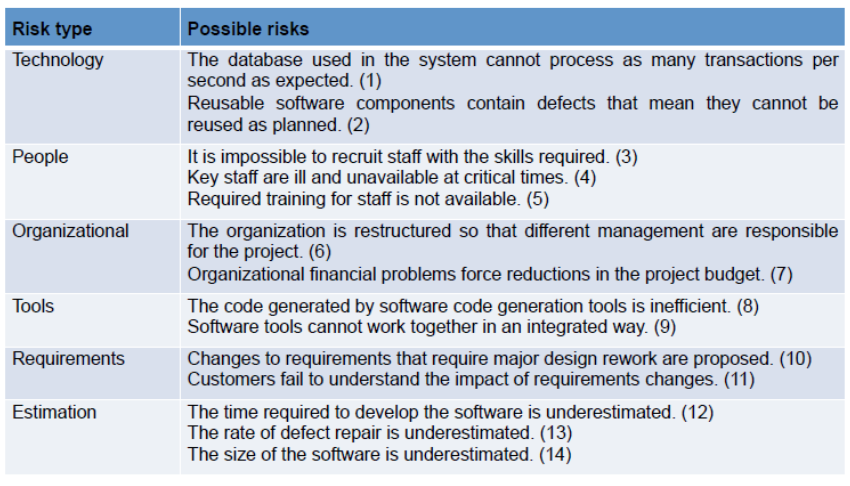 Risk type Possible risks
Technology The database used in the system cannot process as many transactions per
second as expected. (1)
Reusable software components contain defects that mean they cannot be
reused as planned. (2)
People It is impossible to recruit staff with the skills required. (3)
Key staff are ill and unavailable at critical times. (4)
Required training for staff is not available. (5)
Organizational The organization is restructured so that different management are responsible
for the project. (6)
Organizational financial problems force reductions in the project budget. (7)
Tools The code generated by software code generation tools is inefficient. (8)
Software tools cannot work together in an integrated way. (9)
Requirements Changes to requirements that require major design rework are proposed. (10)
Customers fail to understand the impact of requirements changes. (11)
Estimation The time required to develop the software is underestimated. (12)
The rate of defect repair is underestimated. (13)
The size of the software is underestimated. (14)